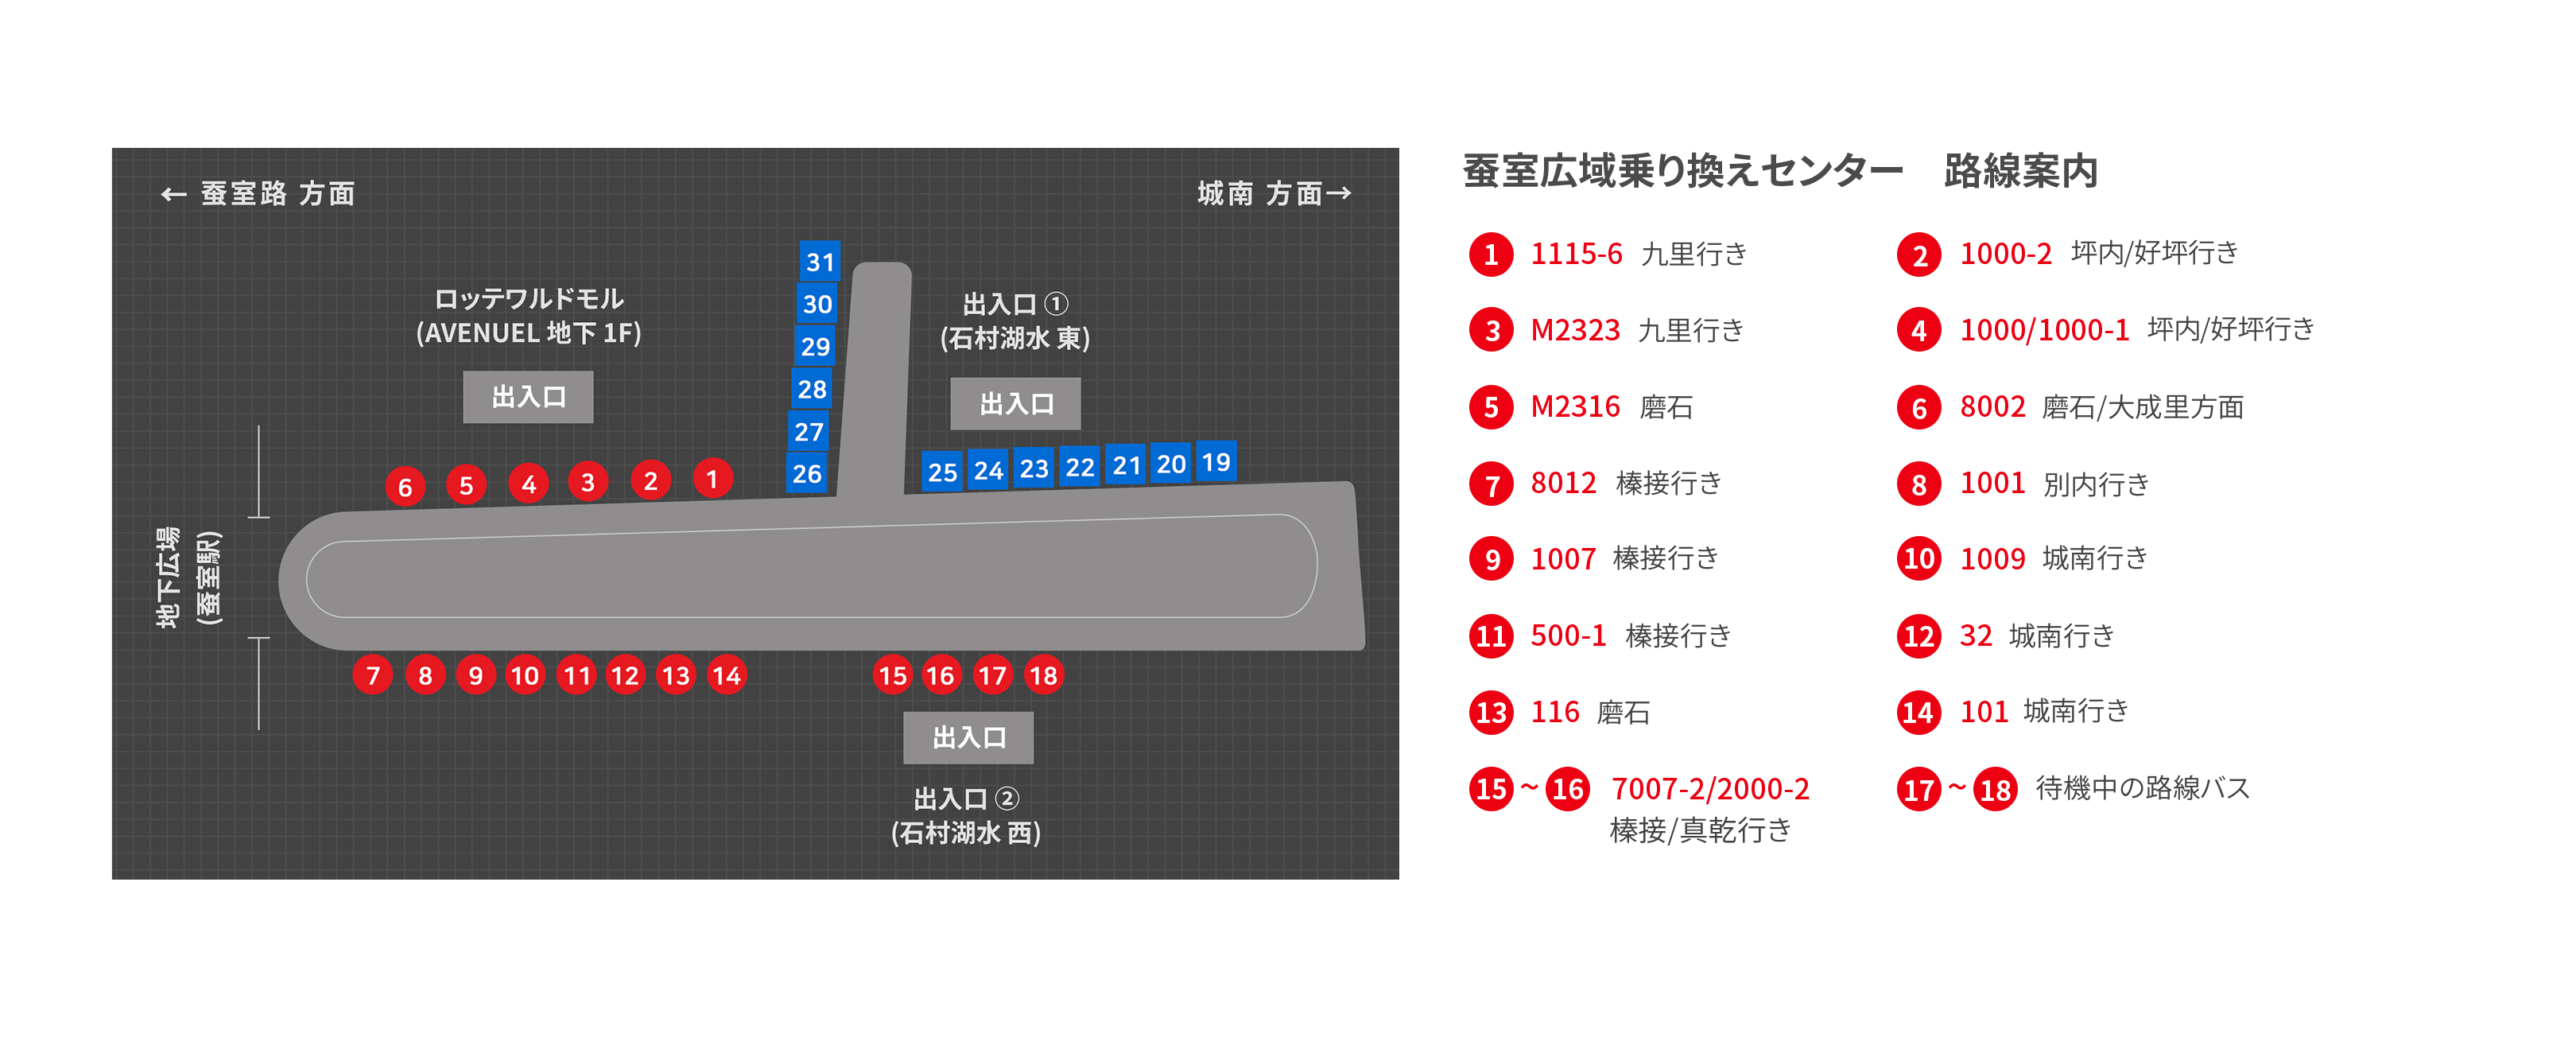 ← 蚕室路 方面
城南 方面→
31
30
29
28
27
26
ロッテワルドモル
(AVENUEL 地下 1F)
出入口
出入口 ①
(石村湖水 東)
出入口
6 5 4 3 2 1
25 24 23 22 21 20 19
地下広場
(蚕室駅)
7 8 9 10 11 12 13 14
15 16 17 18
出入口
出入口 ②
(石村湖水 西)
蚕室広域乗り換えセンター 路線案内
1 1115-6 九里行き
2 1000-2 坪内/好坪行き
3 M2323 九里行き
4 1000/1000-1 坪内/好坪行き
5 M2316 磨石
6 8002 磨石/大成里方面
7 8012 榛接行き
8 1001 別内行き
9 1007 榛接行き
10 1009 城南行き
11 500-1 榛接行き
12 32 城南行き
13 116 磨石
14 101 城南行き
15 ~ 16 7007-2/2000-2
榛接/真乾行き
17 ~ 18 待機中の路線バス